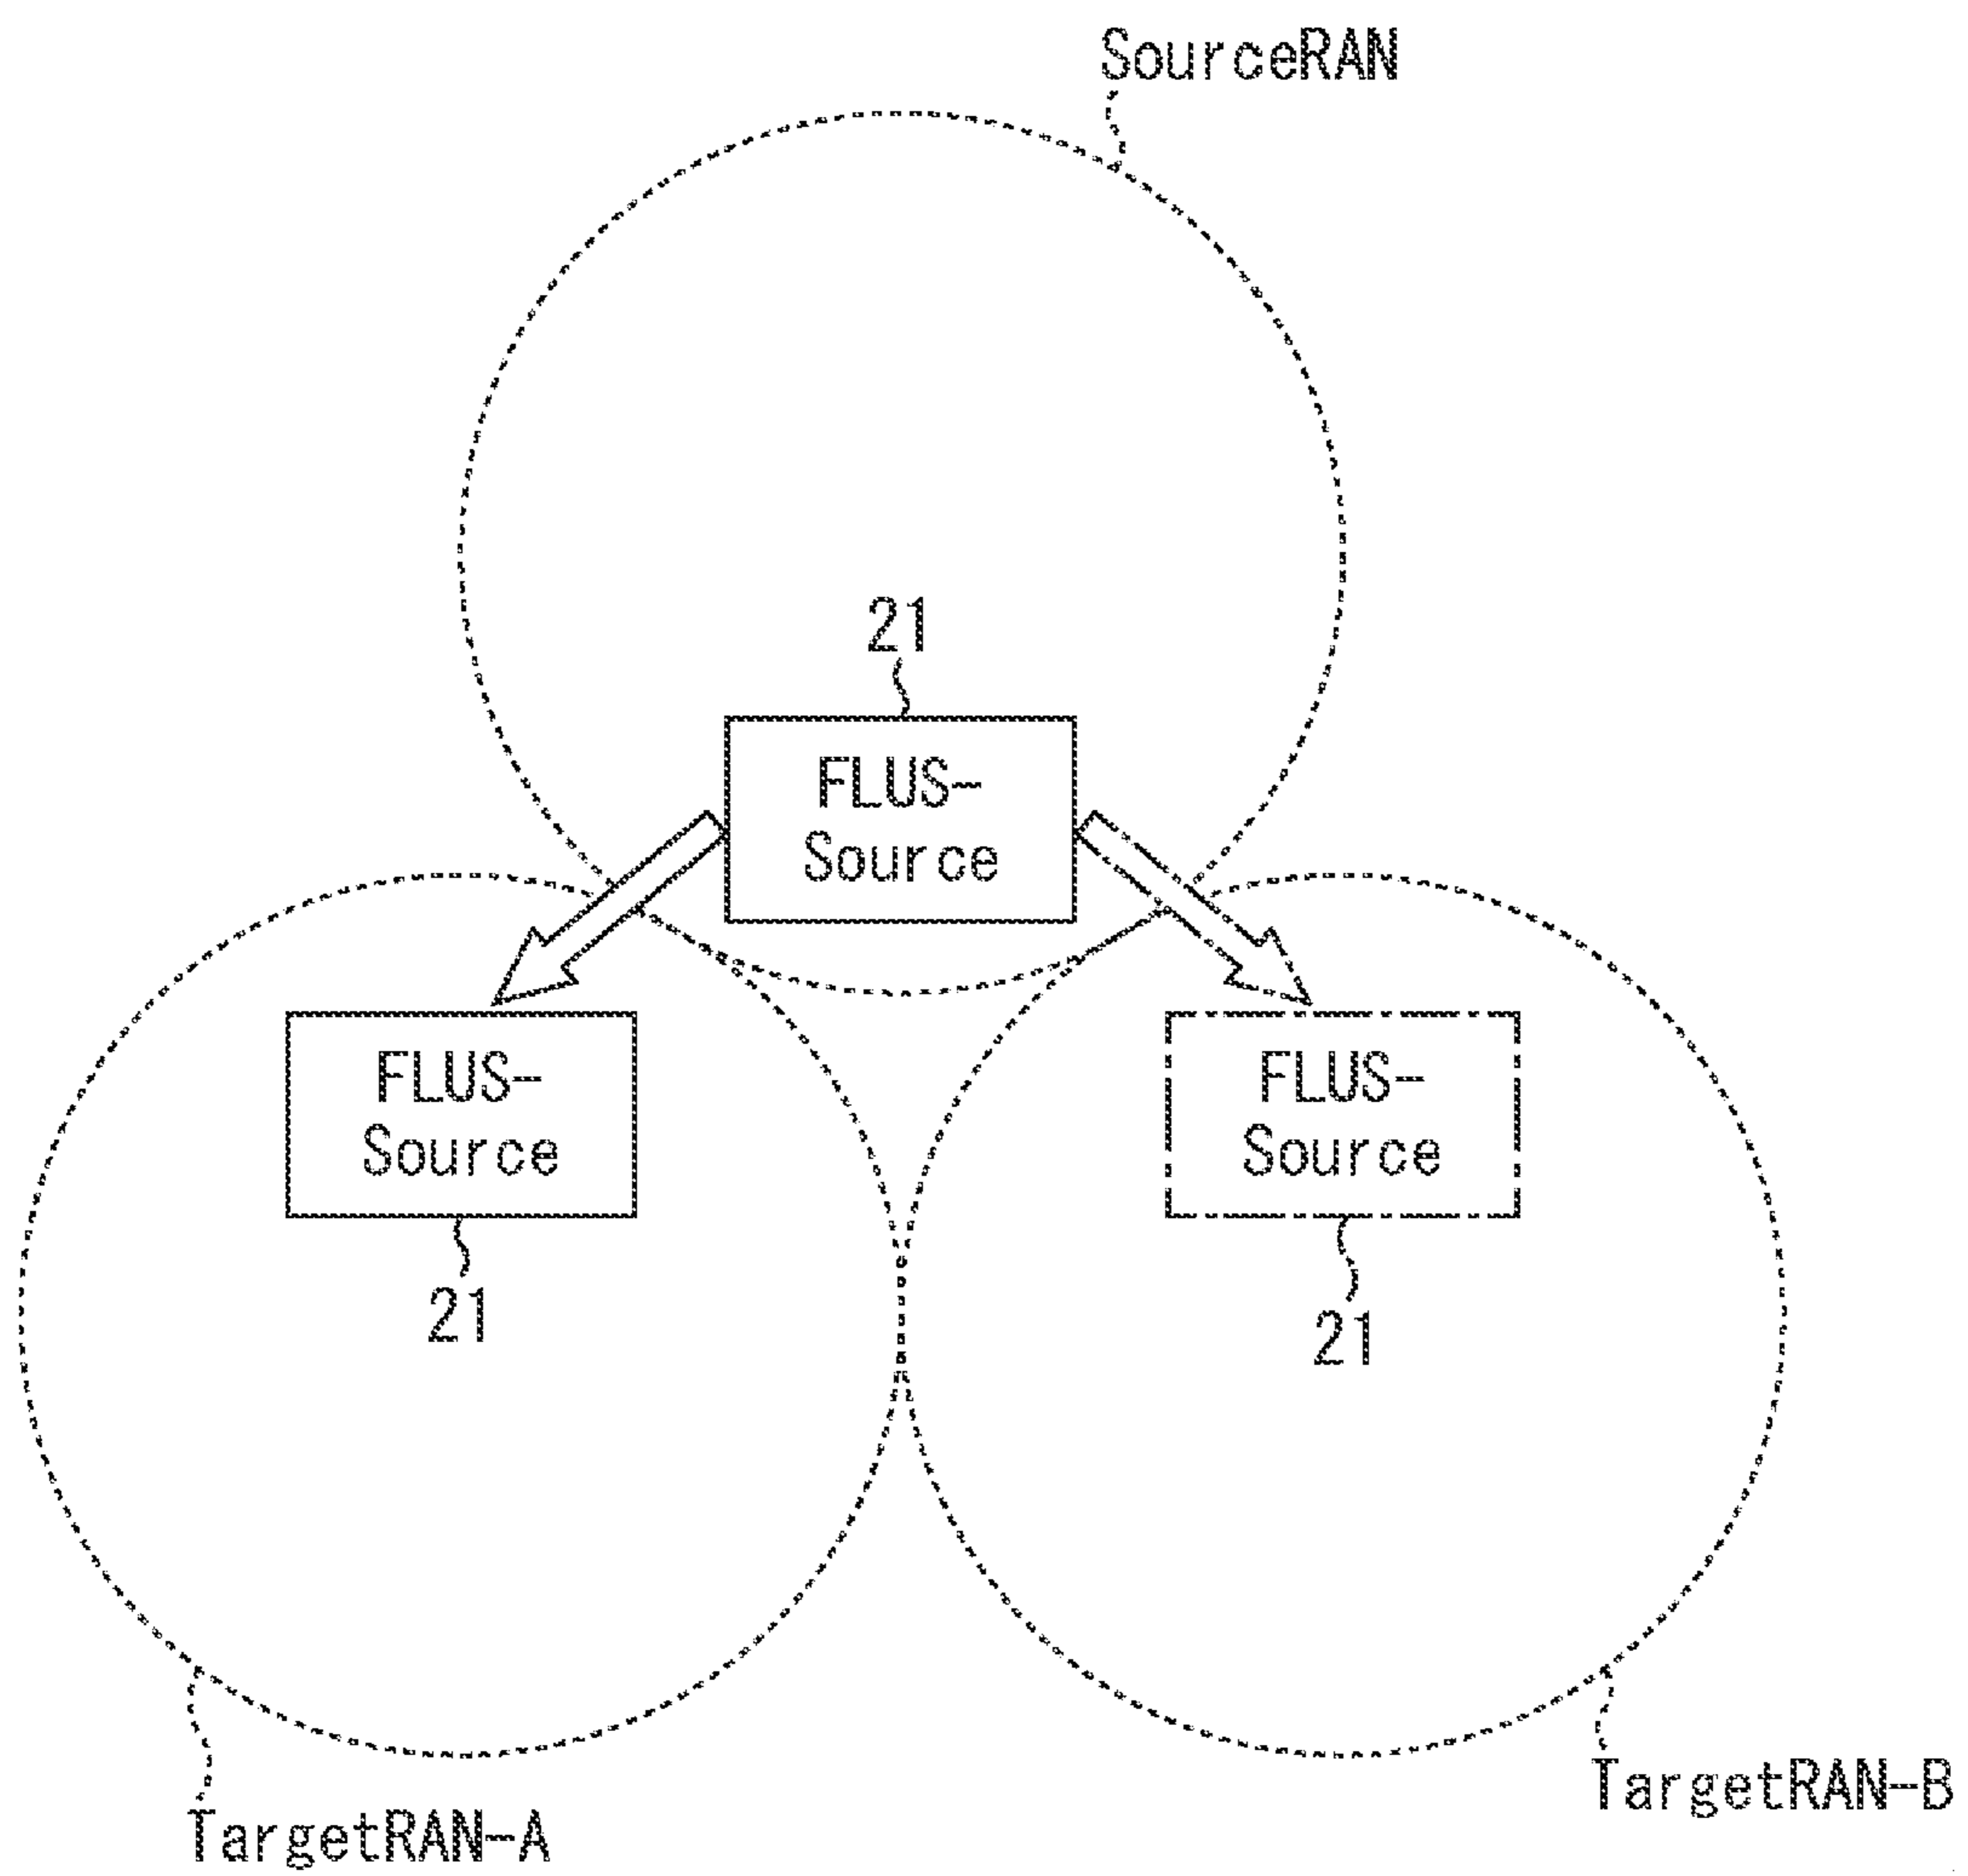 SourceRAN
21
FLUS-
Source
FLUS-
Source
21
FLUS-
Source
21
TargetRAN-A
TargetRAN-B